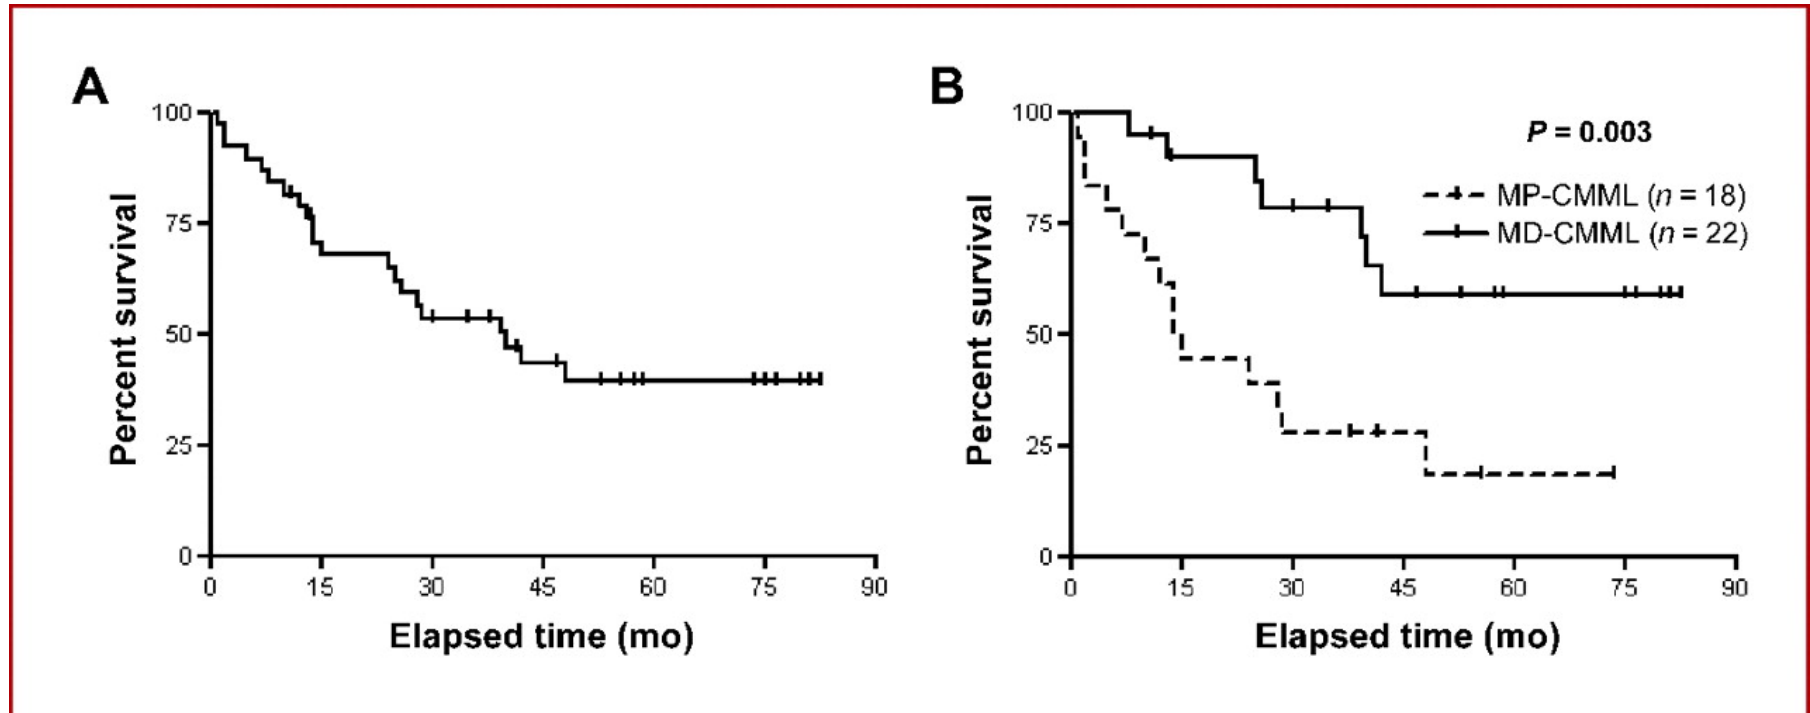 A
100
75
50
25
0
Percent survival
0 15 30 45 60 75 90
Elapsed time (mo)
B
100
75
50
25
0
Percent survival
P = 0.003
MP-CMML (n = 18)
MD-CMML (n = 22)
0 15 30 45 60 75 90
Elapsed time (mo)